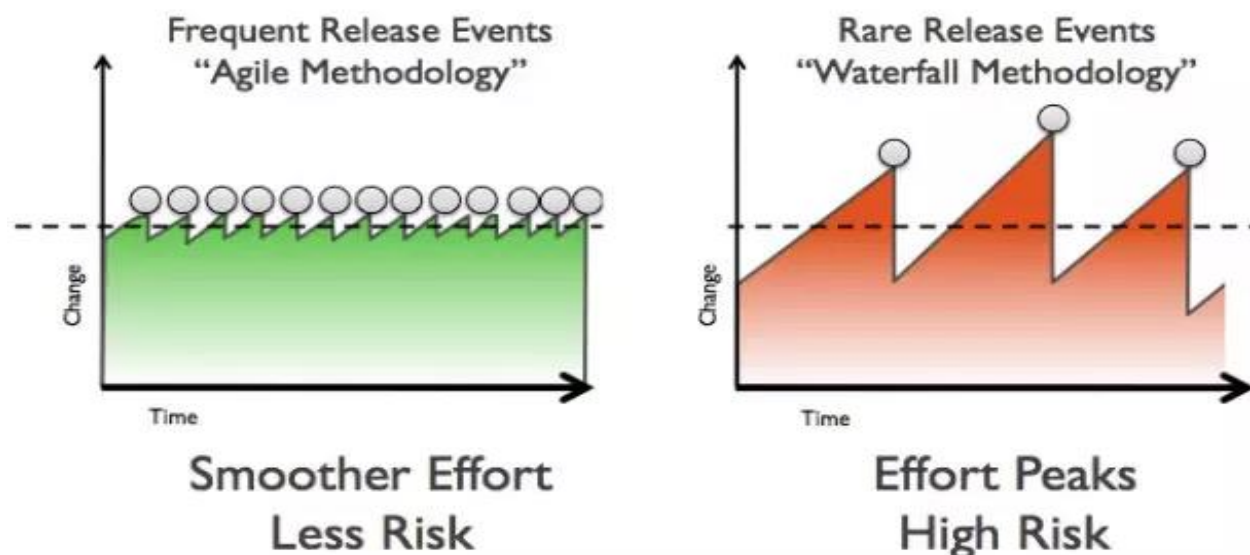 Frequent Release Events
“Agile Methodology”
Change
Time
Smoother Effort
Less Risk
Rare Release Events
“Waterfall Methodology”
Change
Time
Effort Peaks
High Risk